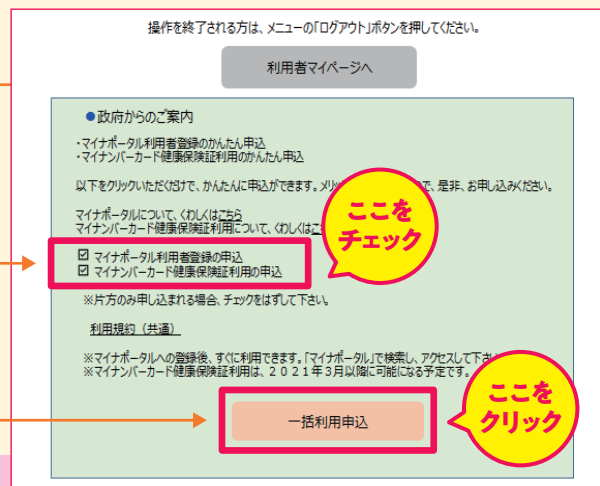 操作を終了される方は、メニューの「ログアウト」ボタンを押してください。
利用者マイページへ
●政府からのご案内
・マイナポータル利用者登録のかんたん申込
・マイナンバーカード健康保険証利用のかんたん申込
以下をクリックいただくだけで、かんたんに申込ができます。メリ
で、是非、お申し込みください。
マイナポータルについて、くわしくはこちら
マイナンバーカード健康保険証利用について、くわしくはこ
ここを
チェック
☑ マイナポータル利用者登録の申込
☑ マイナンバーカード健康保険証利用の申込
※片方のみ申し込まれる場合、チェックをはずして下さい。
利用規約（共通）
※マイナポータルへの登録後、すぐに利用できます。「マイナポータル」で検索し、アクセスして下さ
※マイナンバーカード健康保険証利用は、２０２１年３月以降に可能になる予定です。
一括利用申込
ここを
クリック